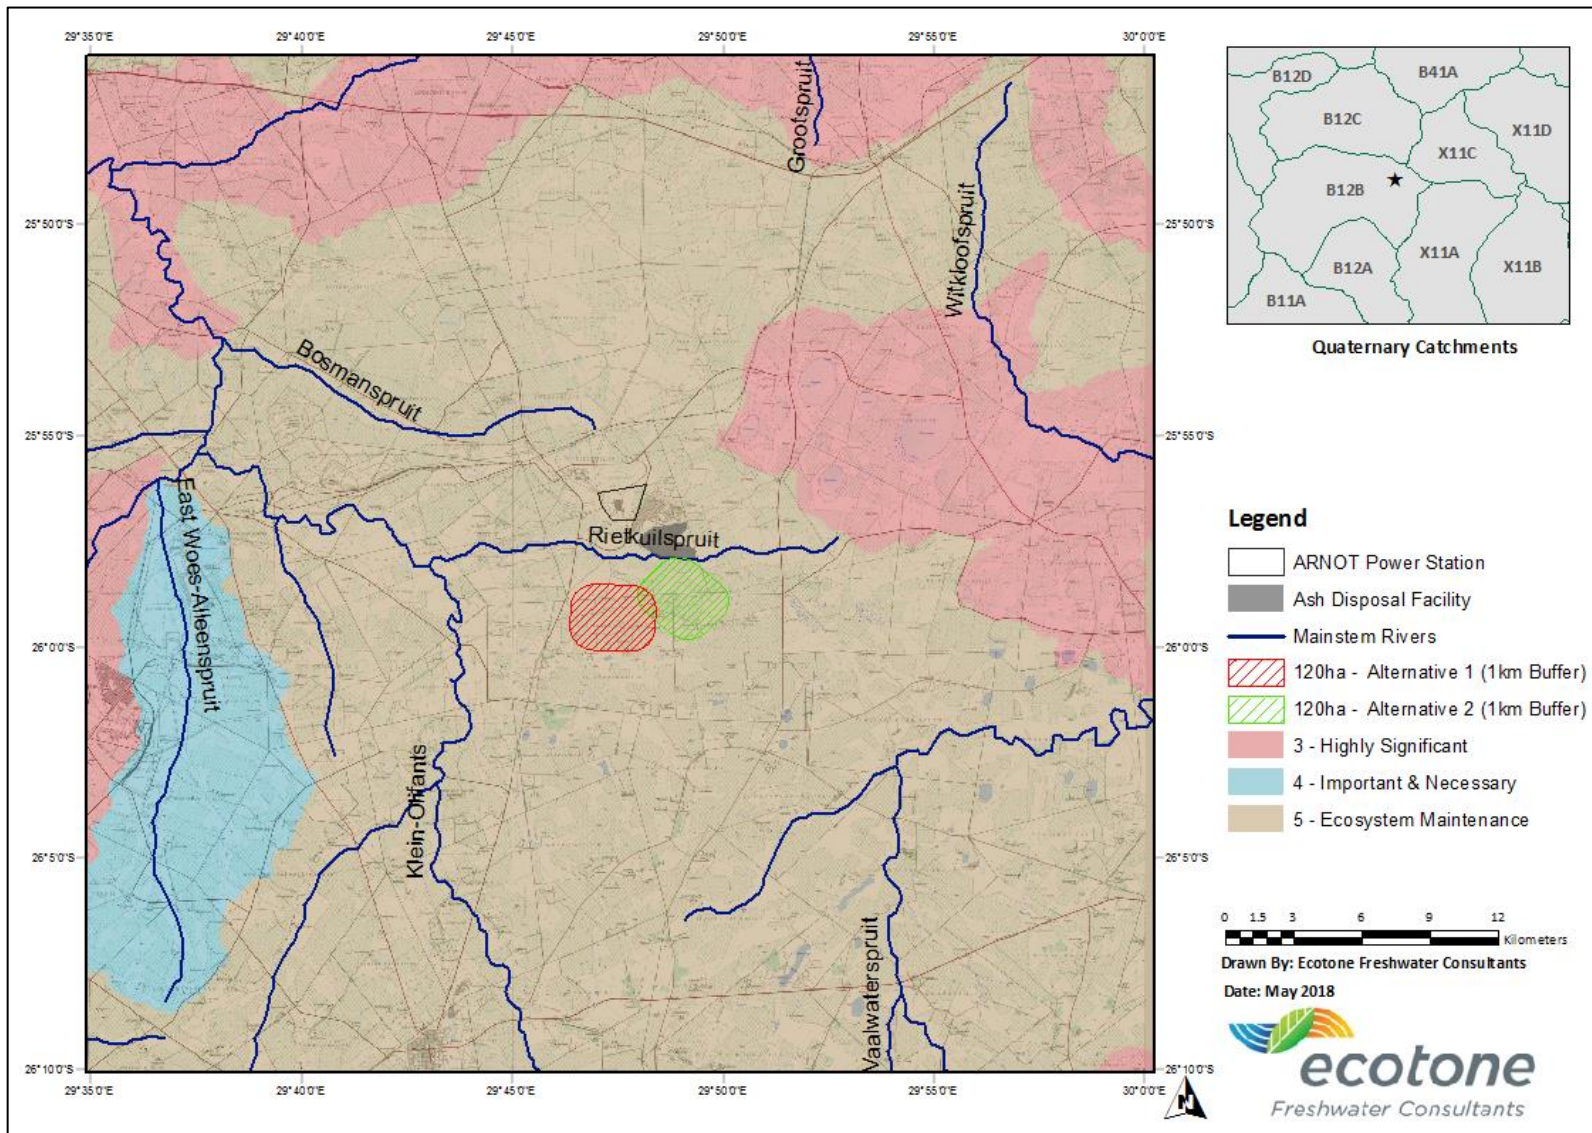 29°35'0"E 29°40'0"E 29°45'0"E 29°50'0"E 29°55'0"E 30°0'0"E
Grootspruit
Witkloofspruit
25°50'0"S 25°50'0"S
Bosmanspruit
25°55'0"S 25°55'0"S
East Woes-Alleenspruit
Rietkuilspruit
26°0'0"S 26°0'0"S
Klein-Olifants
26°5'0"S 26°5'0"S
Vaalwaterspruit
26°10'0"S 26°10'0"S
29°35'0"E 29°40'0"E 29°45'0"E 29°50'0"E 29°55'0"E 30°0'0"E
N
B12D B41A
B12C X11D
X11C
B12B
B12A X11A X11B
B11A
Quaternary Catchments
Legend
ARNOT Power Station
Ash Disposal Facility
Mainstem Rivers
120ha - Alternative 1 (1km Buffer)
120ha - Alternative 2 (1km Buffer)
3 - Highly Significant
4 - Important & Necessary
5 - Ecosystem Maintenance
0 1.5 3 6 9 12
Kilometers
Drawn By: Ecotone Freshwater Consultants
Date: May 2018
ecotone
Freshwater Consultants